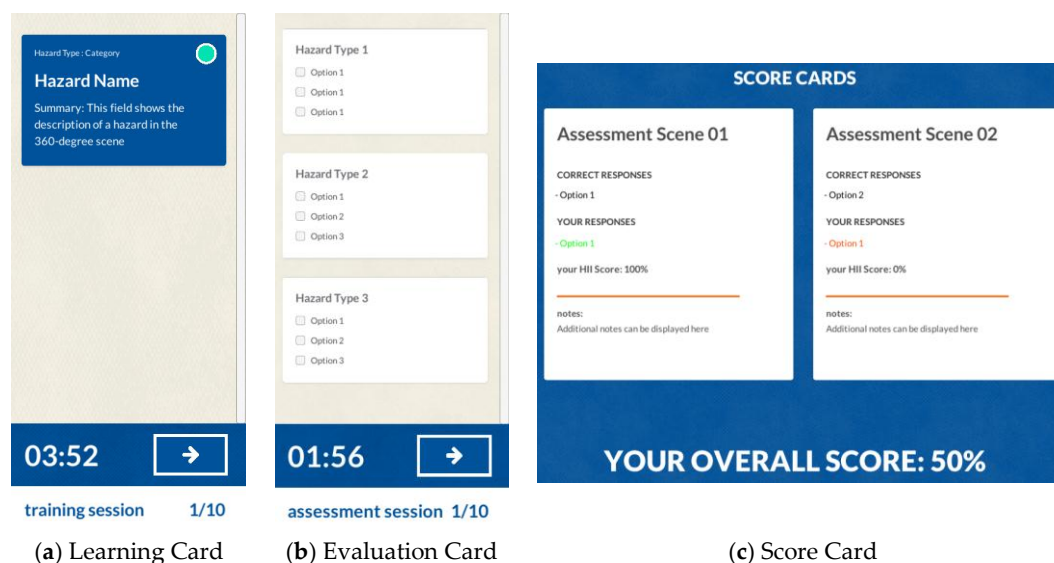 Hazard Type : Category
Hazard Name
Summary: This field shows the
description of a hazard in the
360-degree scene
03:52
training session 1/10
(a) Learning Card
Hazard Type 1
Option 1
Option 1
Option 1
Hazard Type 2
Option 1
Option 2
Option 3
Hazard Type 3
Option 1
Option 2
Option 3
01:56
assessment session 1/10
(b) Evaluation Card
SCORE CARDS
Assessment Scene 01
CORRECT RESPONSES
- Option 1
YOUR RESPONSES
- Option 1
your HII Score: 100%
notes:
Additional notes can be displayed here
Assessment Scene 02
CORRECT RESPONSES
- Option 2
YOUR RESPONSES
- Option 1
your HII Score: 0%
notes:
Additional notes can be displayed here
YOUR OVERALL SCORE: 50%
(c) Score Card